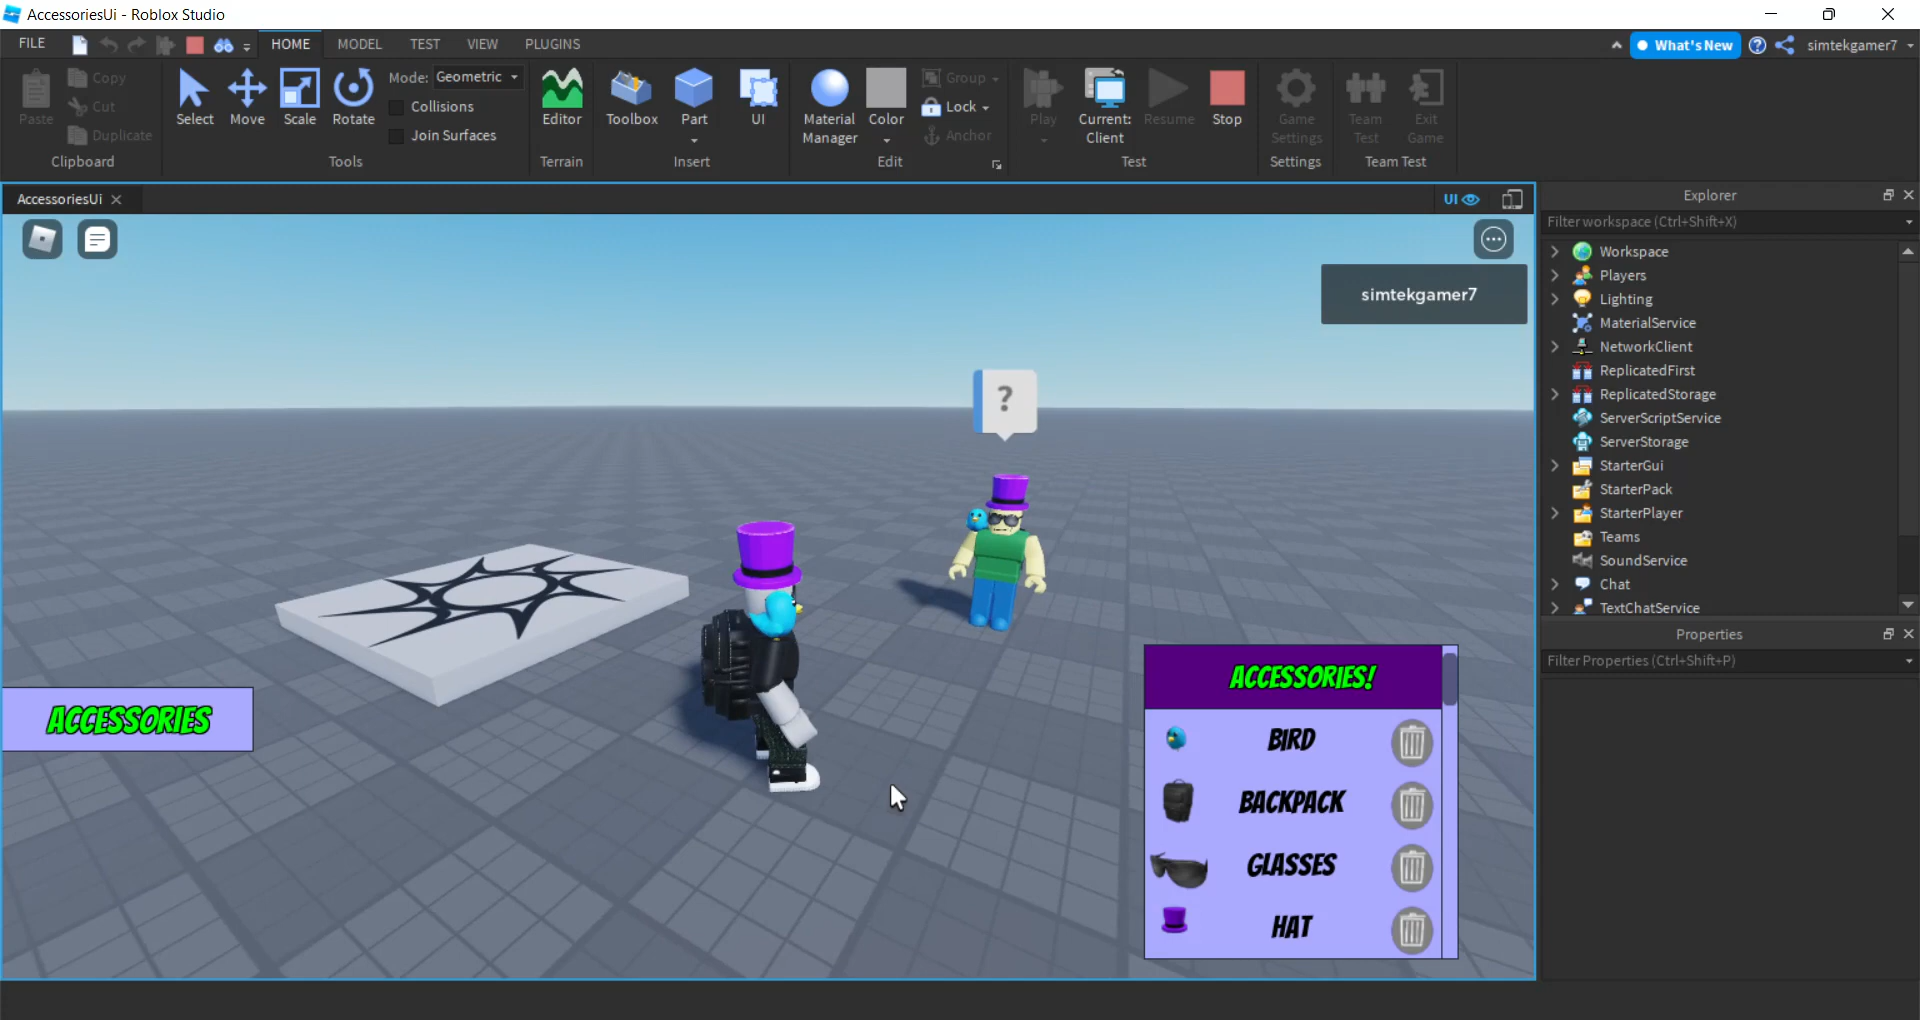 AccessoriesUi - Roblox Studio
FILE HOME MODEL TEST VIEW PLUGINS What's New simtekgamer7
Paste Copy Cut Duplicate
Clipboard
Select Move Scale Rotate
Mode: Geometric
Collisions
Join Surfaces
Tools
Editor
Terrain
Toolbox Part UI
Insert
Material Manager Color
Group
Lock
Anchor
Edit
Play Current: Client Resume Stop
Test
Game Settings
Settings
Team Test Exit Game
Team Test
AccessoriesUi
UI
simtekgamer7
?
ACCESSORIES
ACCESSORIES!
BIRD
BACKPACK
GLASSES
HAT
Explorer
Filter workspace (Ctrl+Shift+X)
Workspace
Players
Lighting
MaterialService
NetworkClient
ReplicatedFirst
ReplicatedStorage
ServerScriptService
ServerStorage
StarterGui
StarterPack
StarterPlayer
Teams
SoundService
Chat
TextChatService
Properties
Filter Properties (Ctrl+Shift+P)